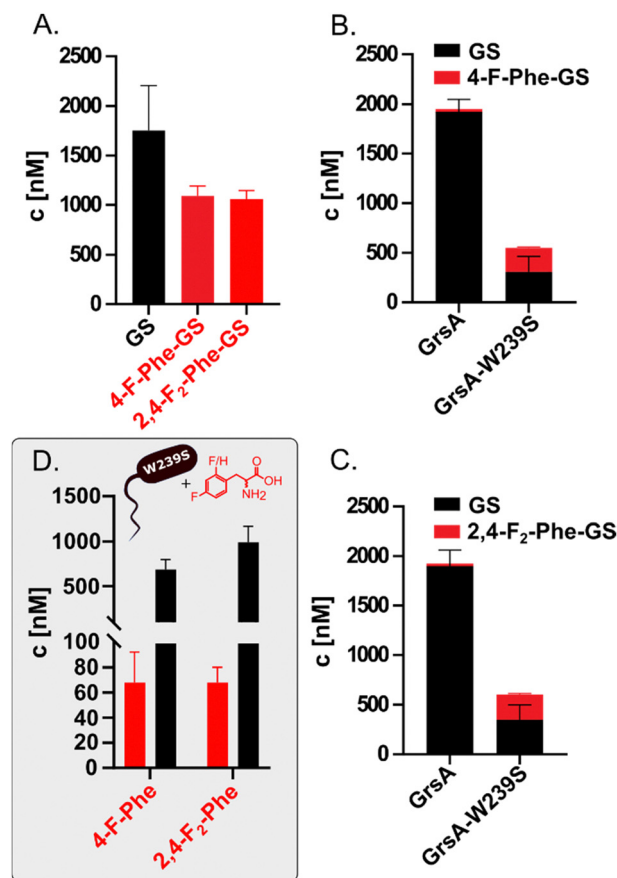 A.
c [nM]
2500
2000
1500
1000
500
0
GS
4-F-Phe-GS
2,4-F₂-Phe-GS
B.
GS
4-F-Phe-GS
c [nM]
2500
2000
1500
1000
500
0
GrsA
GrsA-W239S
D.
W239S
+
F/H
F
O
OH
NH₂
c [nM]
1500
1000
500
100
80
60
40
20
0
4-F-Phe
2,4-F₂-Phe
C.
GS
2,4-F₂-Phe-GS
c [nM]
2500
2000
1500
1000
500
0
GrsA
GrsA-W239S